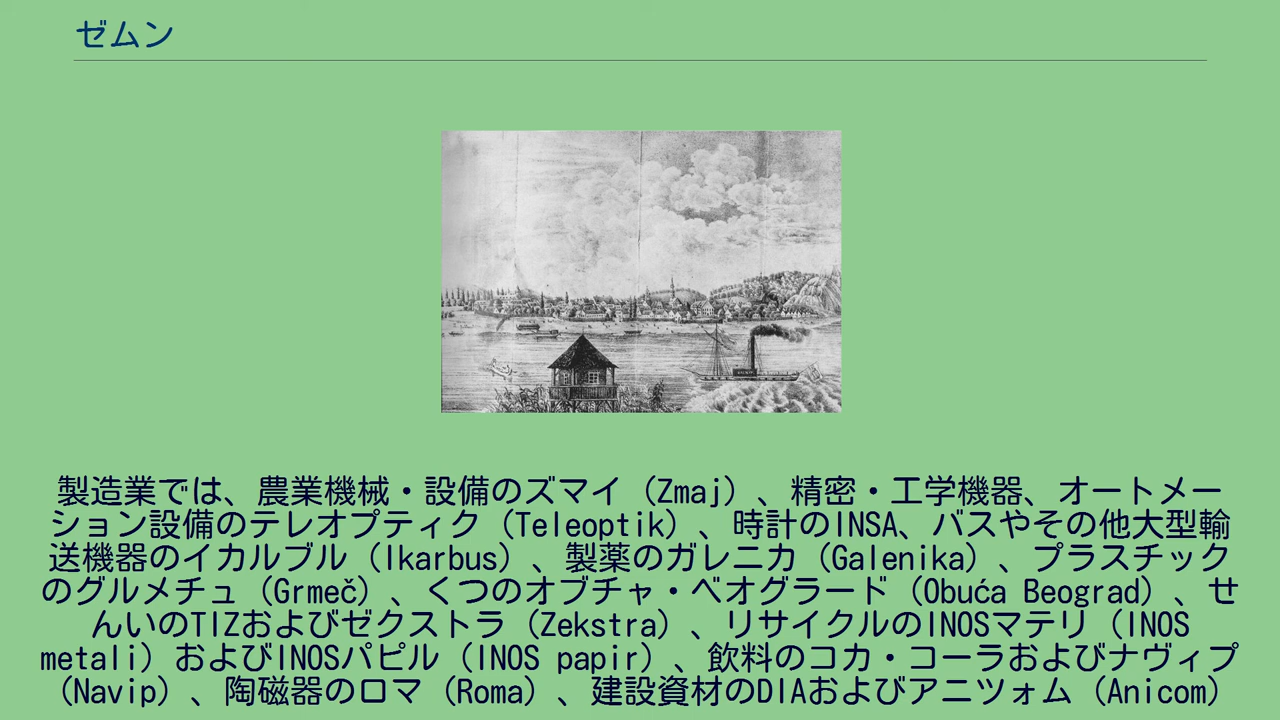 ゼムン
製造業では、農業機械・設備のズマイ（Zmaj）、精密・工学機器、オートメー
ション設備のテレオプティク（Teleoptik）、時計のINSA、バスやその他大型輸
送機器のイカルブル（Ikarbus）、製薬のガレニカ（Galenika）、プラスチック
のグルメチュ（Grmeč）、くつのオブチャ・ベオグラード（Obuća Beograd）、せ
んいのTIZおよびゼクストラ（Zekstra）、リサイクルのINOSマテリ（INOS
metali）およびINOSパピル（INOS papir）、飲料のコカ・コーラおよびナヴィプ
（Navip）、陶磁器のロマ（Roma）、建設資材のDIAおよびアニツォム（Anicom）